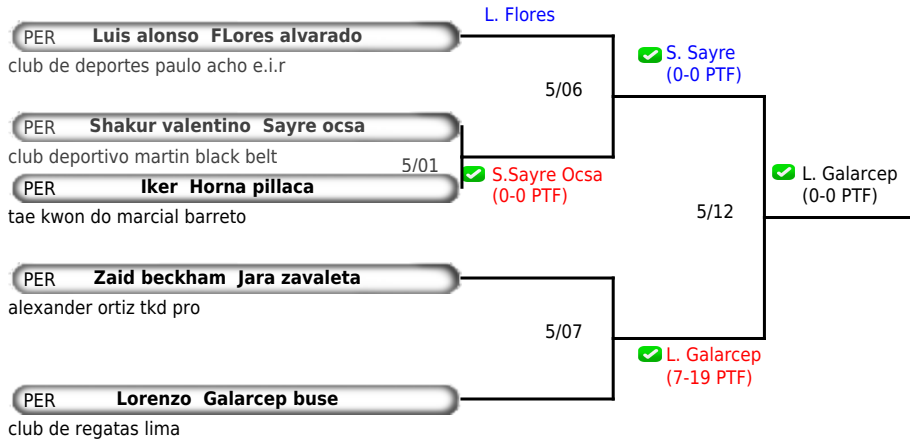 L. Flores
PER Luis alonso FLores alvarado
club de deportes paulo acho e.i.r
S. Sayre
(0-0 PTF)
5/06
PER Shakur valentino Sayre ocsa
club deportivo martin black belt
5/01
S.Sayre Ocsa
(0-0 PTF)
PER Iker Horna pillaca
tae kwon do marcial barreto
L. Galarcep
(0-0 PTF)
5/12
PER Zaid beckham Jara zavaleta
alexander ortiz tkd pro
5/07
L. Galarcep
(7-19 PTF)
PER Lorenzo Galarcep buse
club de regatas lima